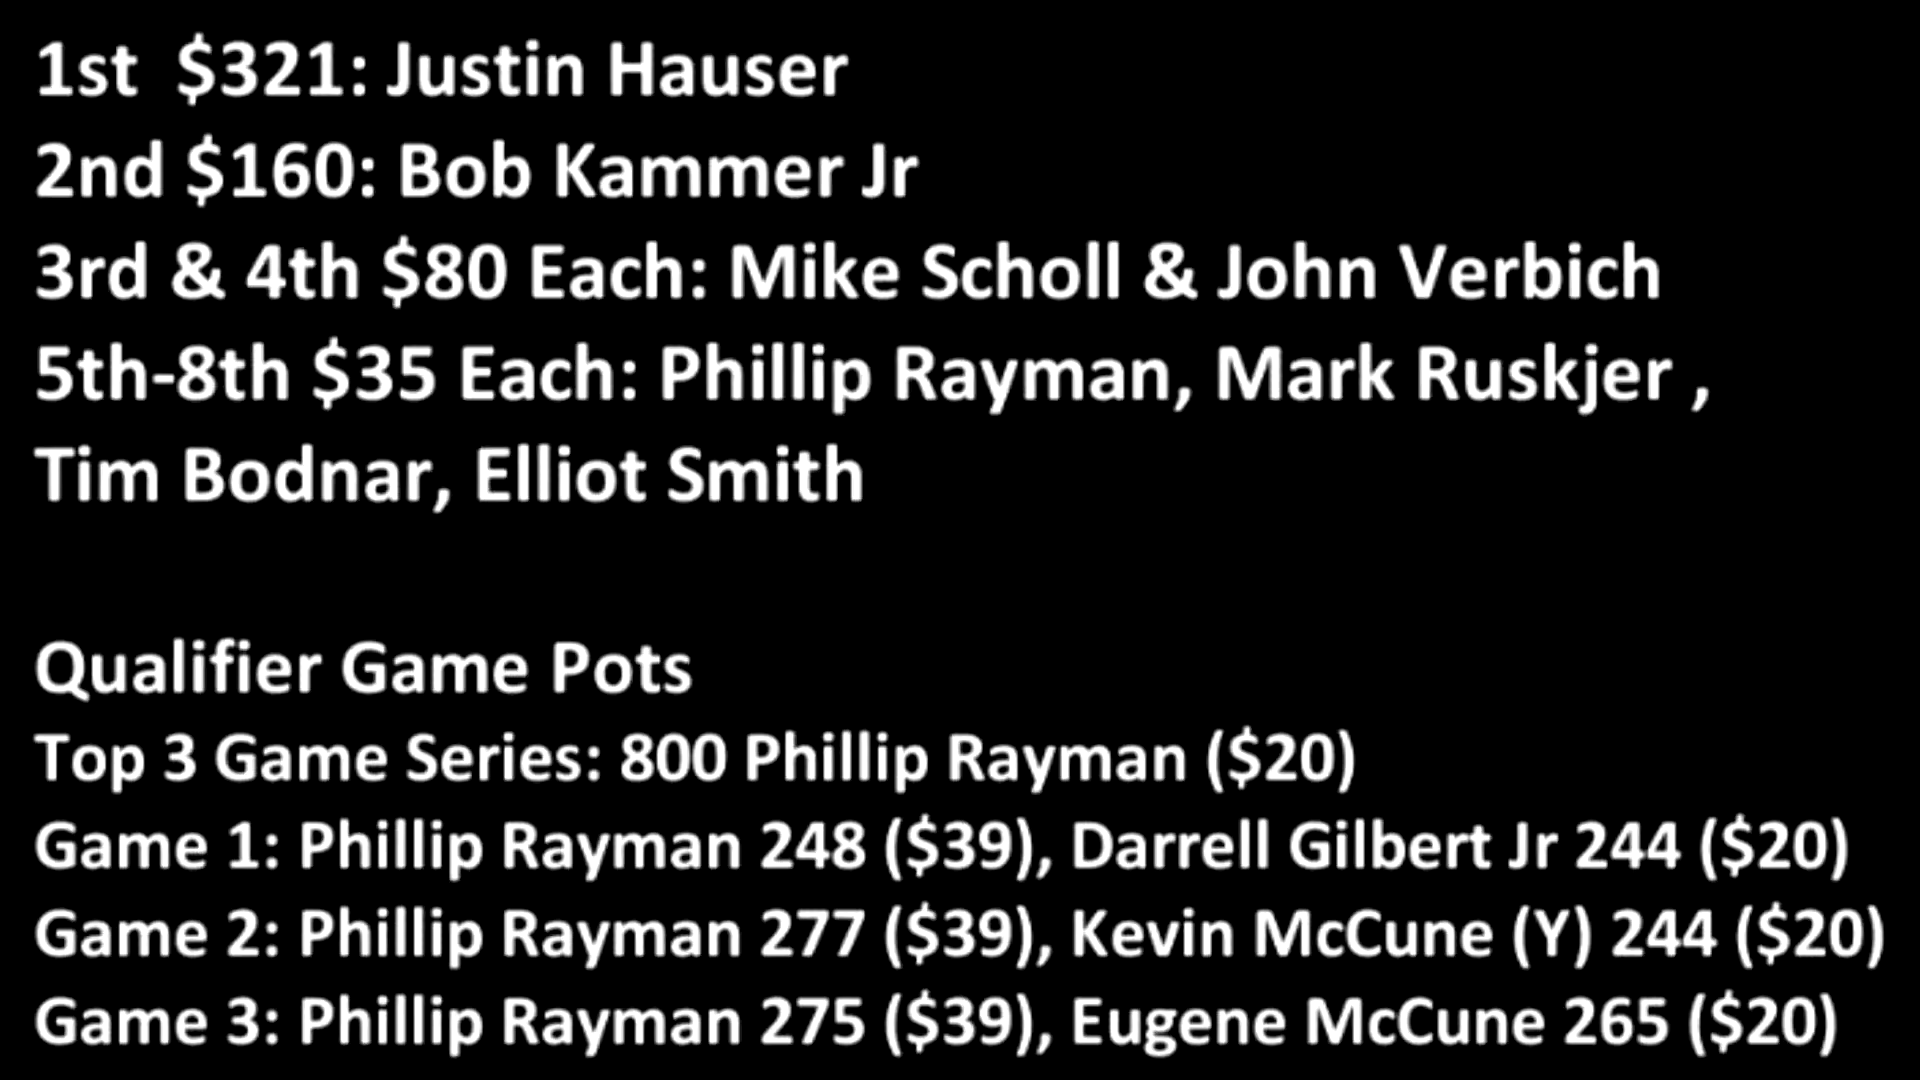 1st  $321: Justin Hauser
2nd $160: Bob Kammer Jr
3rd & 4th $80 Each: Mike Scholl & John Verbich
5th-8th $35 Each: Phillip Rayman, Mark Ruskjer ,
Tim Bodnar, Elliot Smith
Qualifier Game Pots
Top 3 Game Series: 800 Phillip Rayman ($20)
Game 1: Phillip Rayman 248 ($39), Darrell Gilbert Jr 244 ($20)
Game 2: Phillip Rayman 277 ($39), Kevin McCune (Y) 244 ($20)
Game 3: Phillip Rayman 275 ($39), Eugene McCune 265 ($20)